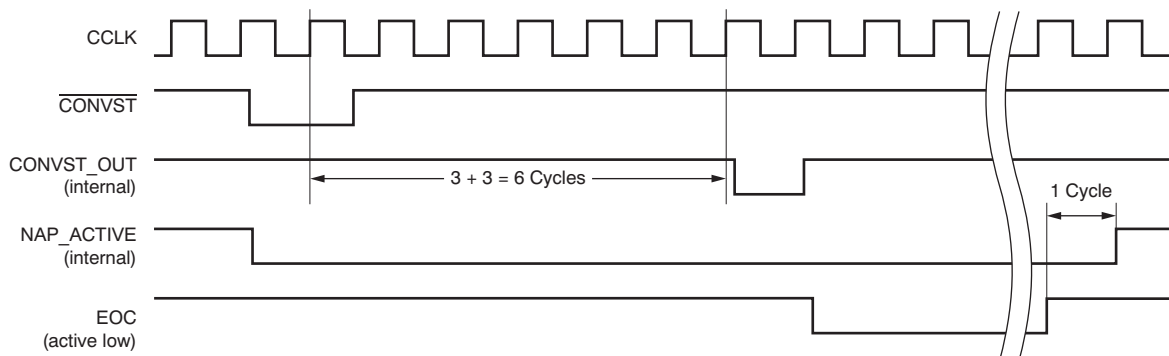 CCLK
CONVST
CONVST_OUT
(internal)
3 + 3 = 6 Cycles
1 Cycle
NAP_ACTIVE
(internal)
EOC
(active low)